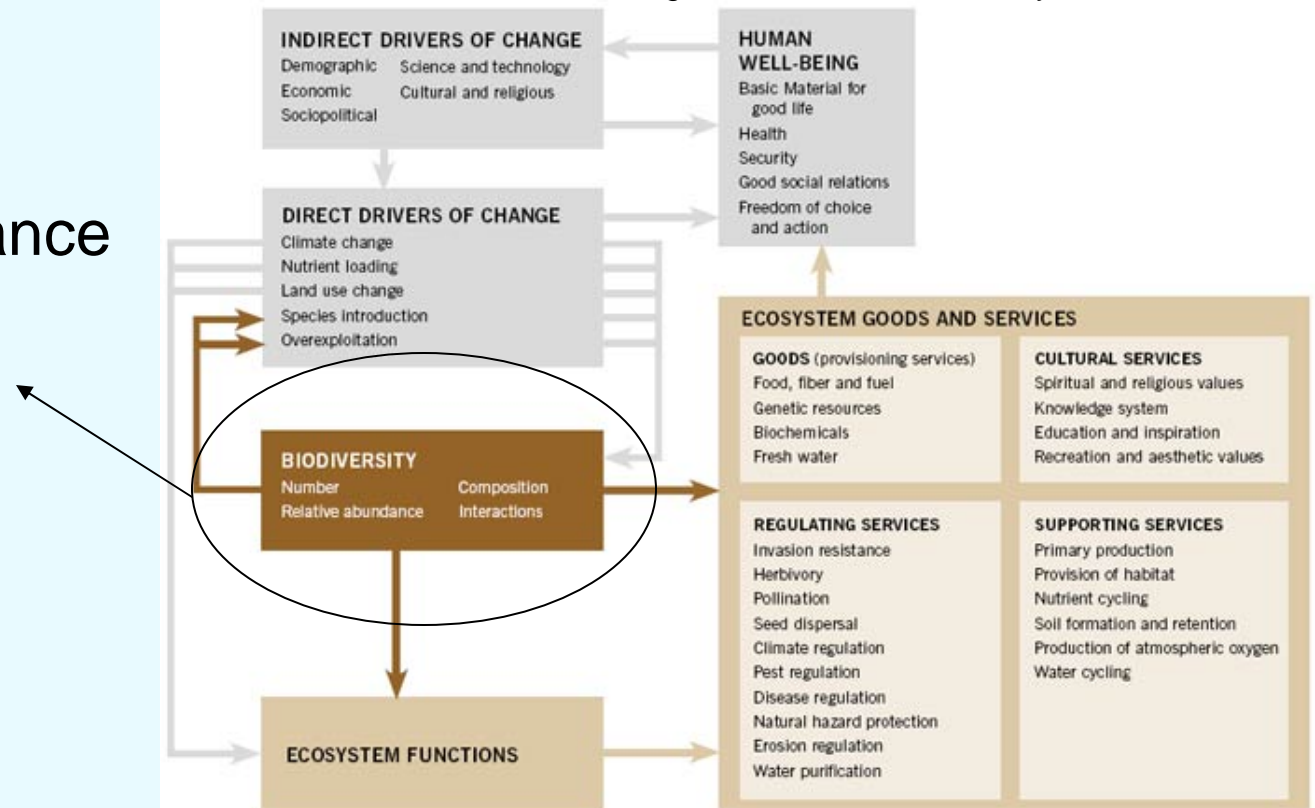 ance
INDIRECT DRIVERS OF CHANGE
Demographic Science and technology
Economic Cultural and religious
Sociopolitical
HUMAN
WELL-BEING
Basic Material for
good life
Health
Security
Good social relations
Freedom of choice
and action
DIRECT DRIVERS OF CHANGE
Climate change
Nutrient loading
Land use change
Species introduction
Overexploitation
BIODIVERSITY
Number Composition
Relative abundance Interactions
ECOSYSTEM FUNCTIONS
ECOSYSTEM GOODS AND SERVICES
GOODS (provisioning services)
Food, fiber and fuel
Genetic resources
Biochemicals
Fresh water
CULTURAL SERVICES
Spiritual and religious values
Knowledge system
Education and inspiration
Recreation and aesthetic values
REGULATING SERVICES
Invasion resistance
Herbivory
Pollination
Seed dispersal
Climate regulation
Pest regulation
Disease regulation
Natural hazard protection
Erosion regulation
Water purification
SUPPORTING SERVICES
Primary production
Provision of habitat
Nutrient cycling
Soil formation and retention
Production of atmospheric oxygen
Water cycling